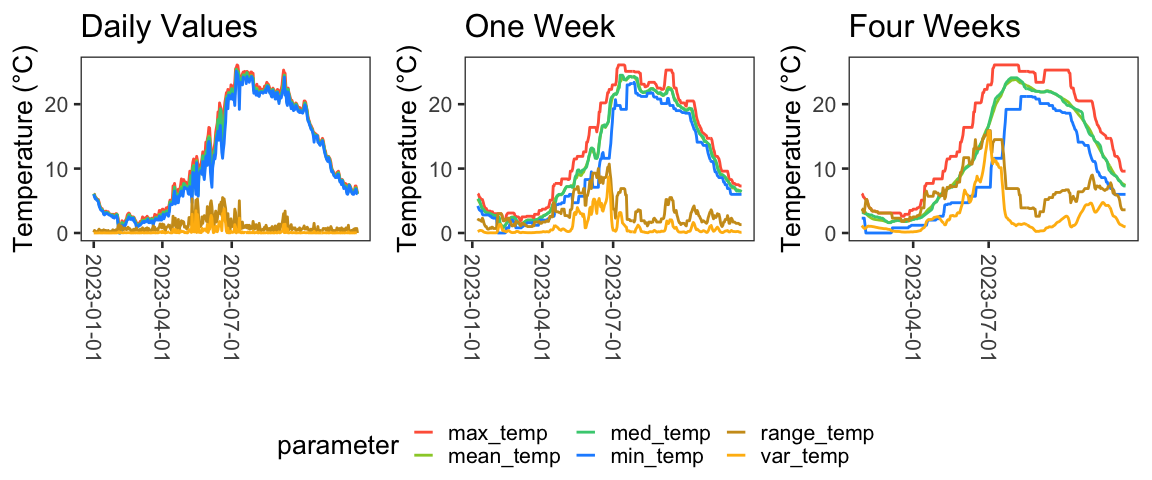 Daily Values
One Week
Four Weeks
Temperature (°C)
20
10
0
2023-01-01
2023-04-01
2023-07-01
Temperature (°C)
20
10
0
2023-01-01
2023-04-01
2023-07-01
Temperature (°C)
20
10
0
2023-04-01
2023-07-01
parameter
max_temp
med_temp
range_temp
mean_temp
min_temp
var_temp